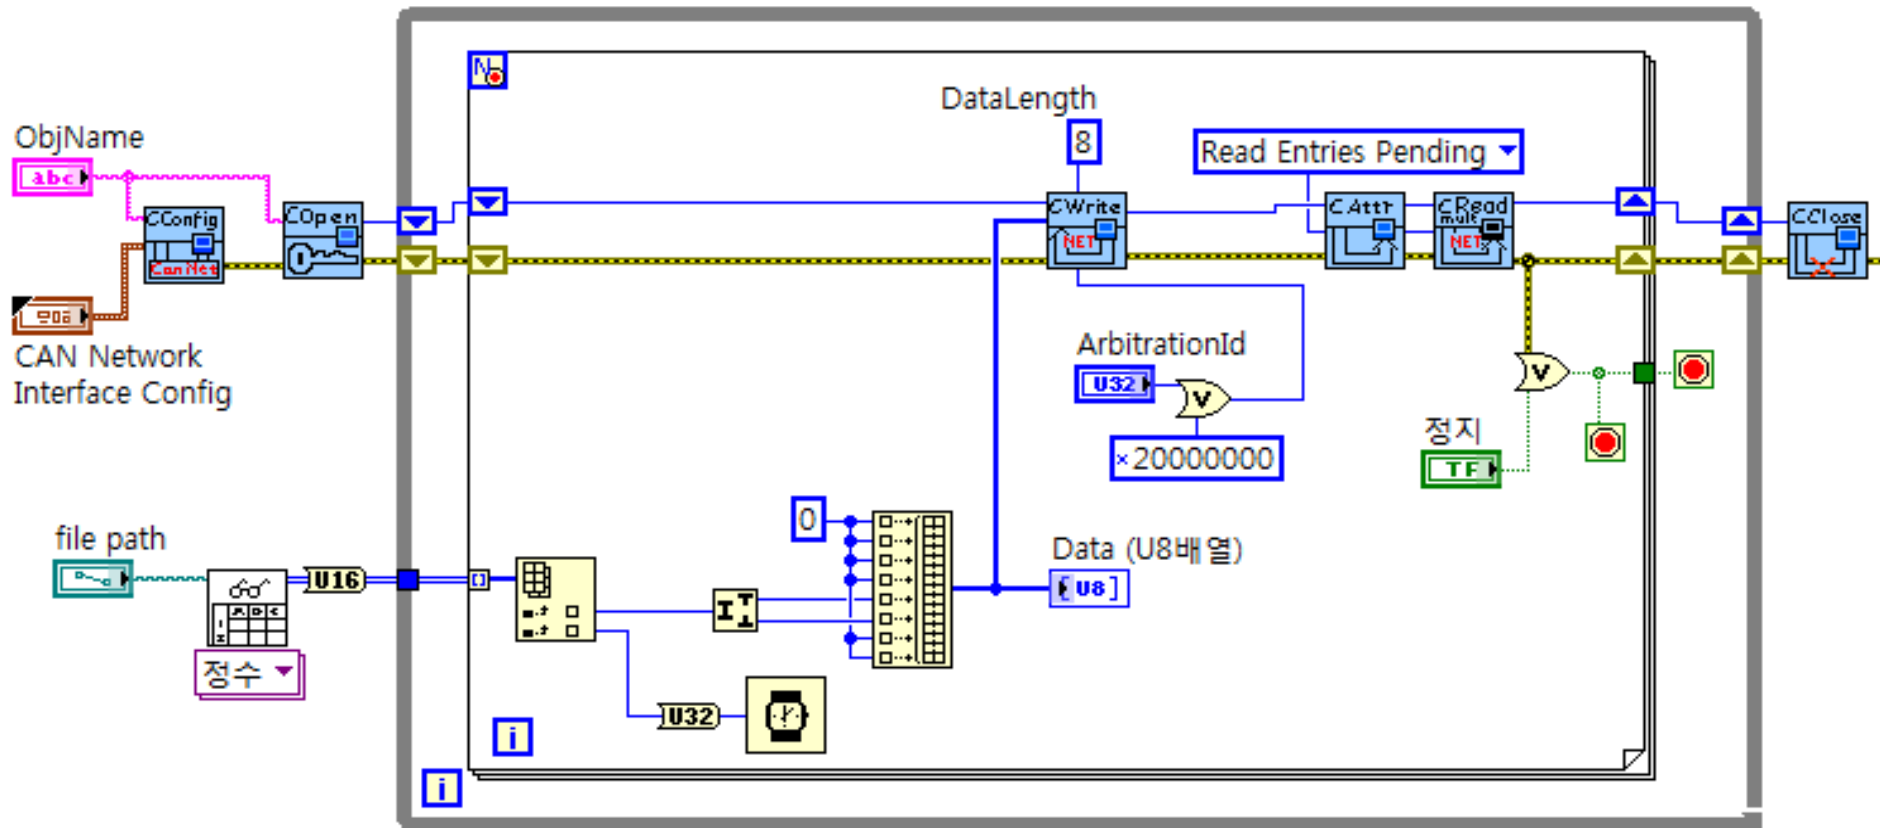 N
DataLength
8
Read Entries Pending
ObjName
abc
CConfig
CanNet
COpen
CWrite
NET
CAttr
CRead
mult
NET
CClose
CAN Network
Interface Config
ArbitrationId
U32
V
×20000000
V
정지
TF
file path
U16
정수
0
Data (U8배열)
[U8]
U32
i
i